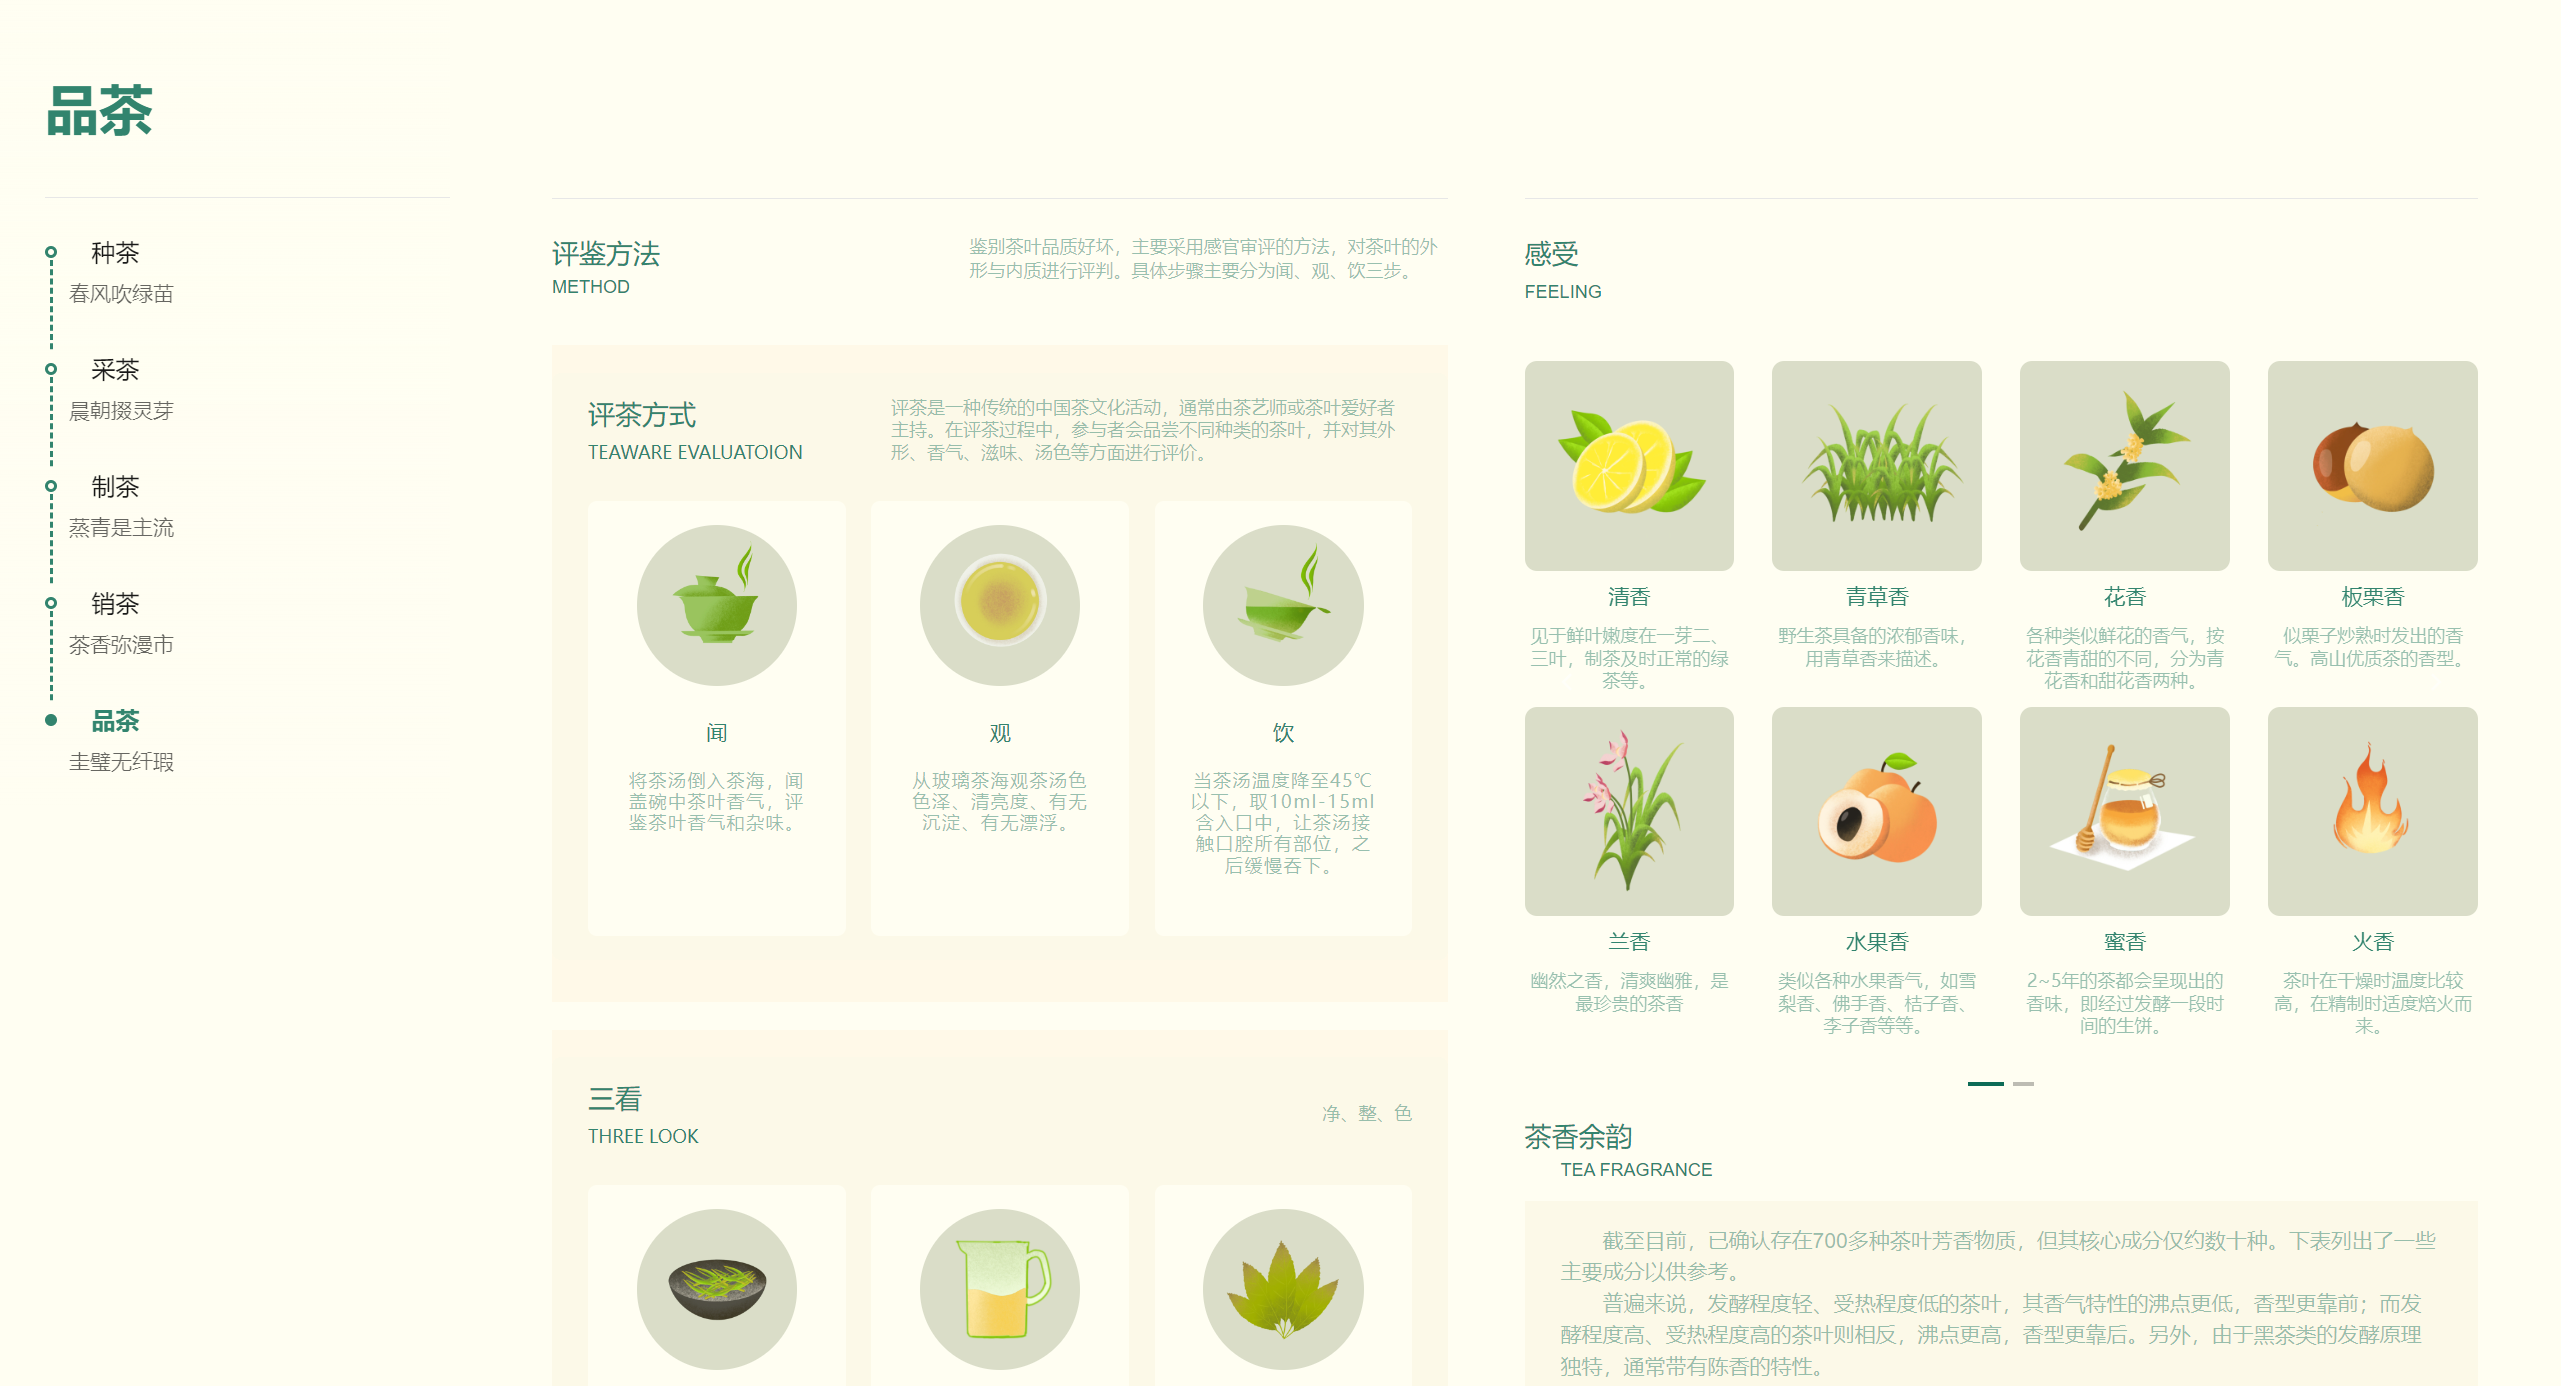 品茶
种茶
春风吹绿苗
采茶
晨朝掇灵芽
制茶
蒸青是主流
销茶
茶香弥漫市
品茶
圭璧无纤瑕
评鉴方法
METHOD
鉴别茶叶品质好坏，主要采用感官审评的方法，对茶叶的外
形与内质进行评判。具体步骤主要分为闻、观、饮三步。
评茶方式
TEAWARE EVALUATOION
评茶是一种传统的中国茶文化活动，通常由茶艺师或茶叶爱好者
主持。在评茶过程中，参与者会品尝不同种类的茶叶，并对其外
形、香气、滋味、汤色等方面进行评价。
闻
将茶汤倒入茶海，闻
盖碗中茶叶香气，评
鉴茶叶香气和杂味。
观
从玻璃茶海观茶汤色
色泽、清亮度、有无
沉淀、有无漂浮。
饮
当茶汤温度降至45℃
以下，取10ml-15ml
含入口中，让茶汤接
触口腔所有部位，之
后缓慢吞下。
三看
THREE LOOK
净、整、色
感受
FEELING
清香
见于鲜叶嫩度在一芽二、
三叶，制茶及时正常的绿
茶等。
青草香
野生茶具备的浓郁香味，
用青草香来描述。
花香
各种类似鲜花的香气，按
花香青甜的不同，分为青
花香和甜花香两种。
板栗香
似栗子炒熟时发出的香
气。高山优质茶的香型。
兰香
幽然之香，清爽幽雅，是
最珍贵的茶香
水果香
类似各种水果香气，如雪
梨香、佛手香、桔子香、
李子香等等。
蜜香
2~5年的茶都会呈现出的
香味，即经过发酵一段时
间的生饼。
火香
茶叶在干燥时温度比较
高，在精制时适度焙火而
来。
茶香余韵
TEA FRAGRANCE
截至目前，已确认存在700多种茶叶芳香物质，但其核心成分仅约数十种。下表列出了一些
主要成分以供参考。
普遍来说，发酵程度轻、受热程度低的茶叶，其香气特性的沸点更低，香型更靠前；而发
酵程度高、受热程度高的茶叶则相反，沸点更高，香型更靠后。另外，由于黑茶类的发酵原理
独特，通常带有陈香的特性。